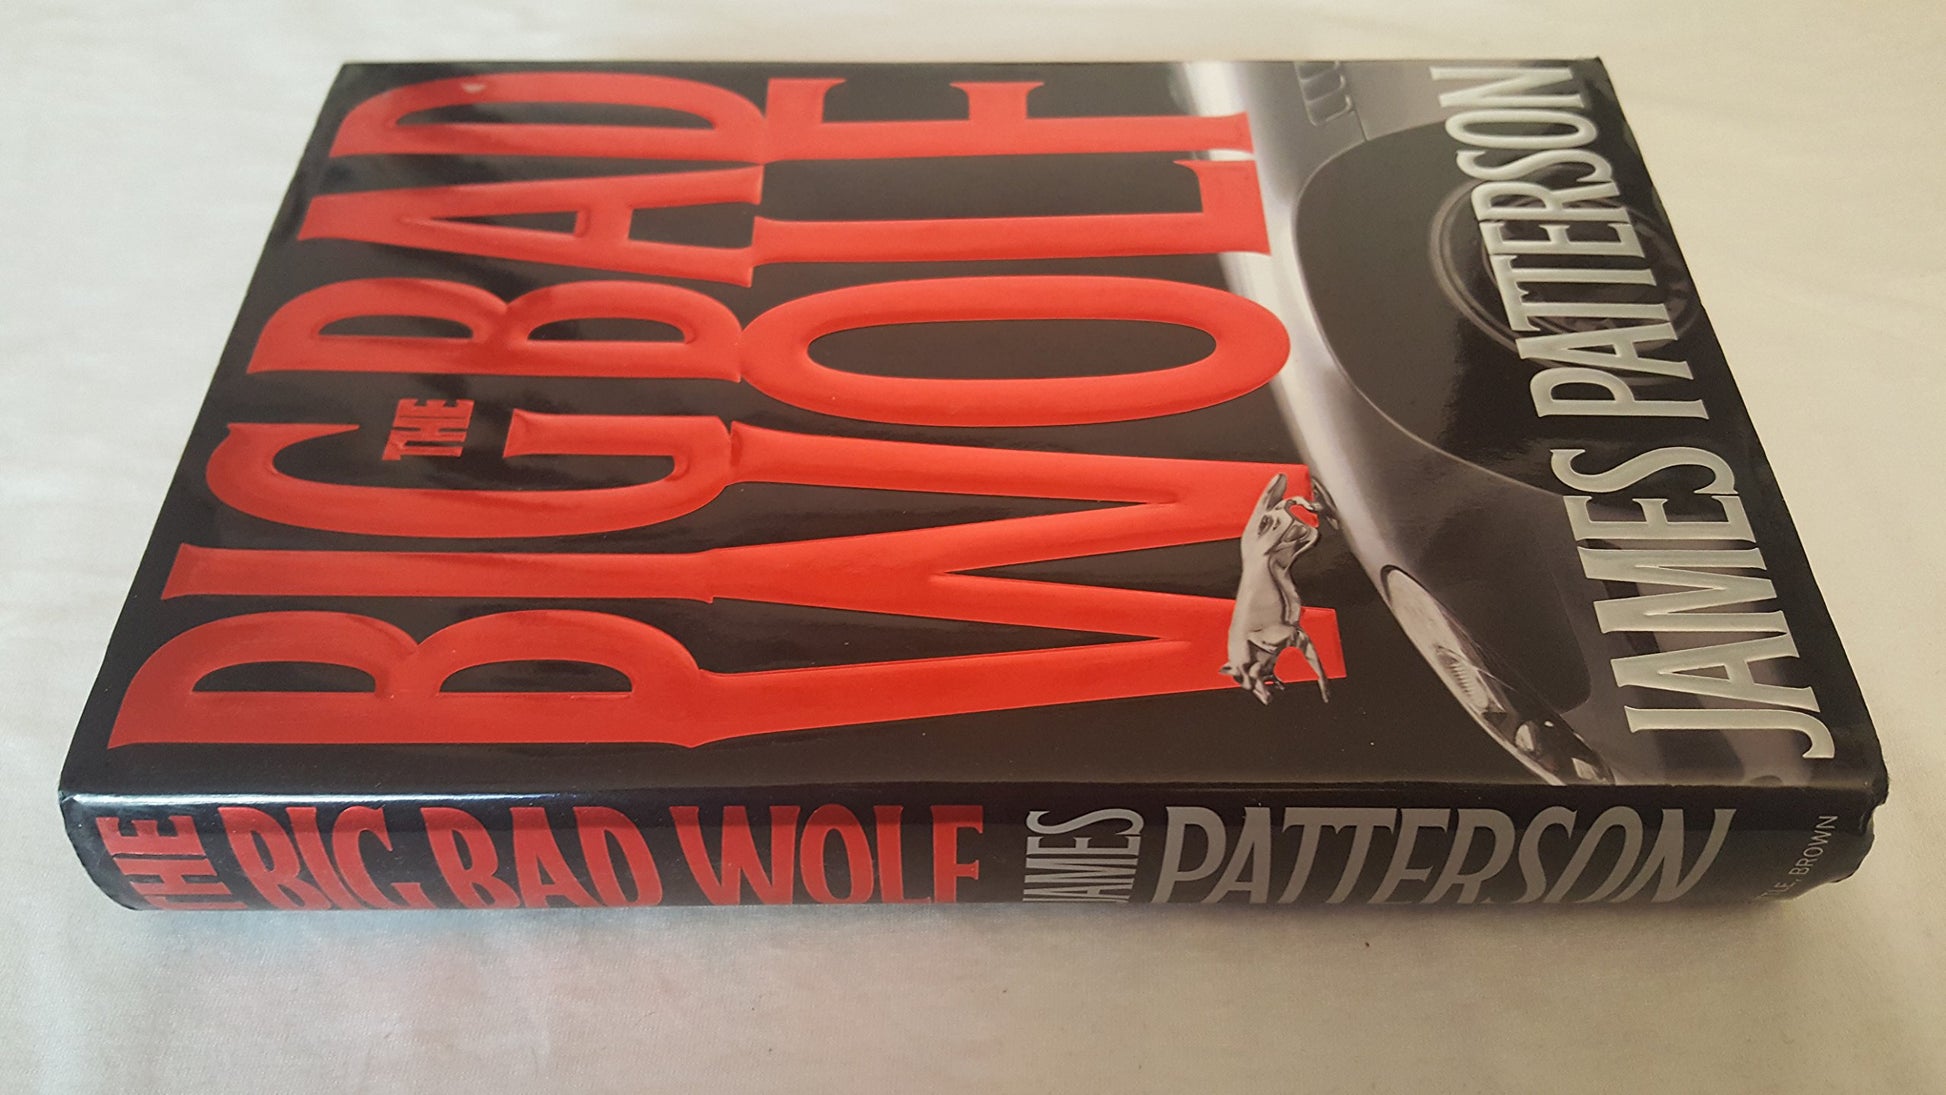 THE
BIG BAD
WOLF
JAMES PATTERSON
THE BIG BAD WOLF JAMES PATTERSON
BROWN